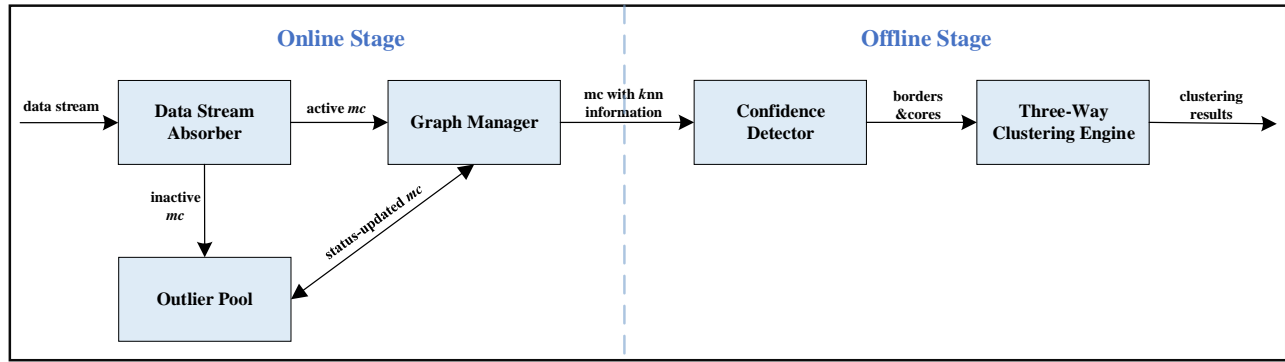 Online Stage
Offline Stage
data stream
Data Stream
Absorber
active mc
Graph Manager
mc with knn
information
Confidence
Detector
borders
&cores
Three-Way
Clustering Engine
clustering
results
inactive
mc
status-updated mc
Outlier Pool